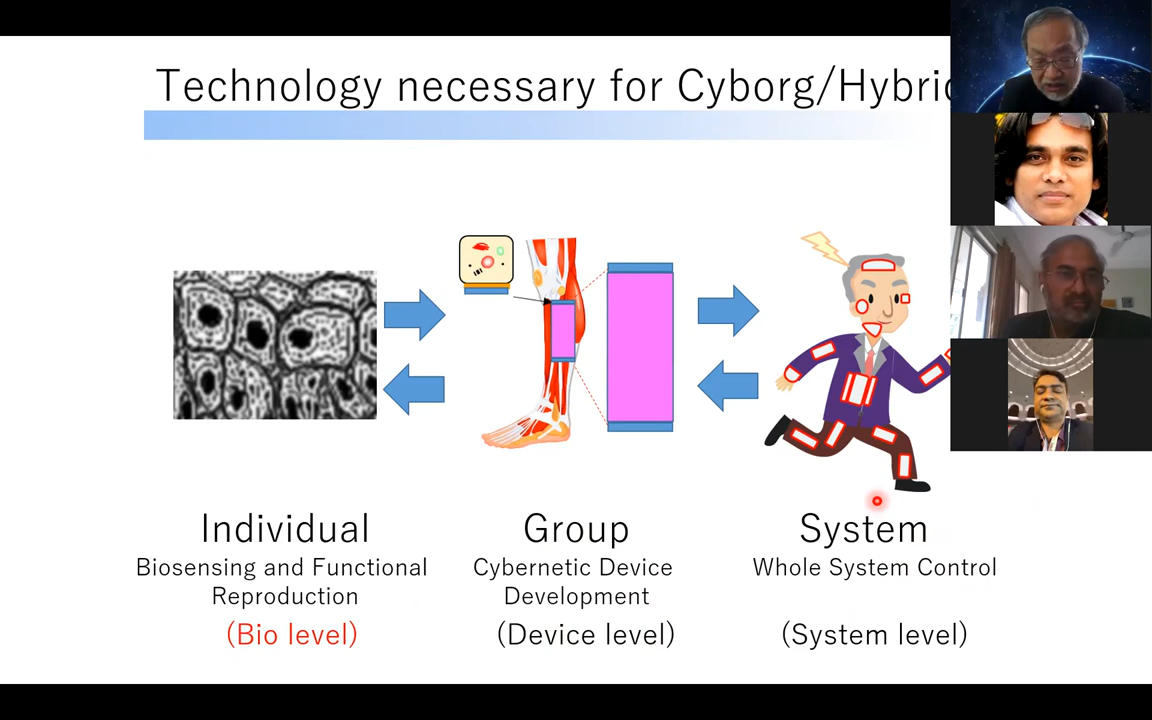 Technology necessary for Cyborg/Hybrid
Individual
Biosensing and Functional
Reproduction
(Bio level)
Group
Cybernetic Device
Development
(Device level)
System
Whole System Control
(System level)